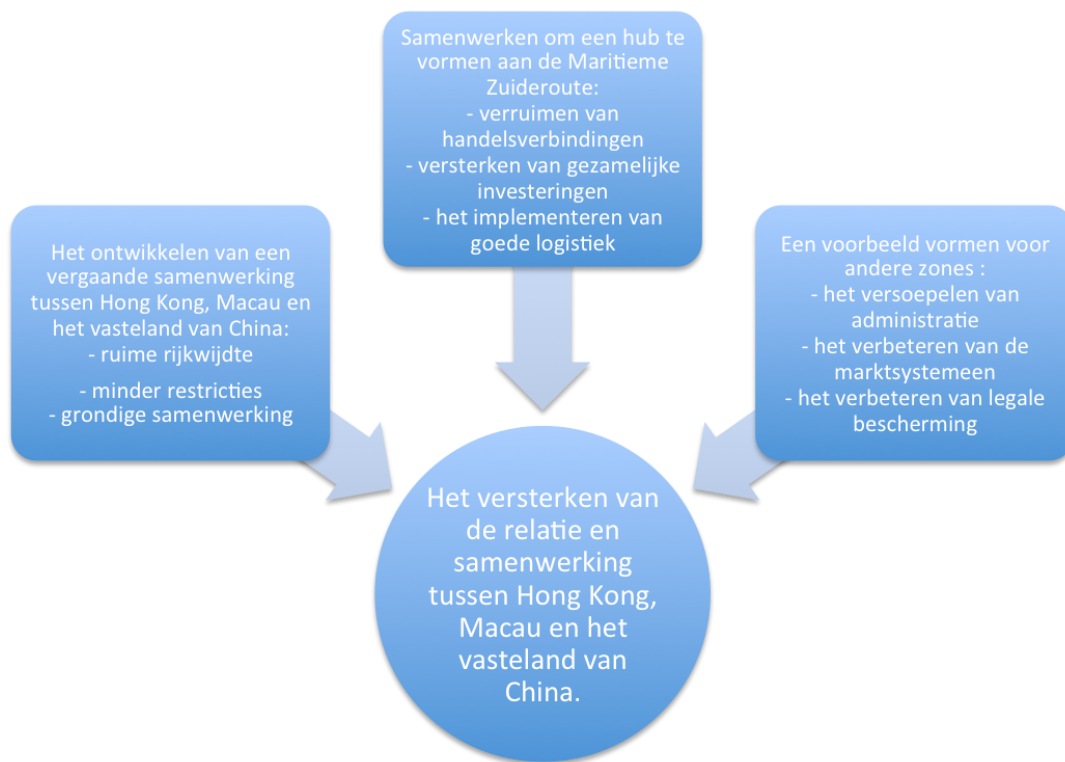 Samenwerken om een hub te
vormen aan de Maritieme
Zuideroute:
- verruimen van
handelsverbindingen
- versterken van gezamelijke
investeringen
- het implementeren van
goede logistiek
Het ontwikkelen van een
vergaande samenwerking
tussen Hong Kong, Macau en
het vasteland van China:
- ruime rijkwijdte
- minder restricties
- grondige samenwerking
Een voorbeeld vormen voor
andere zones :
- het versoepelen van
administratie
- het verbeteren van de
marktsystemeen
- het verbeteren van legale
bescherming
Het versterken van
de relatie en
samenwerking
tussen Hong Kong,
Macau en het
vasteland van
China.